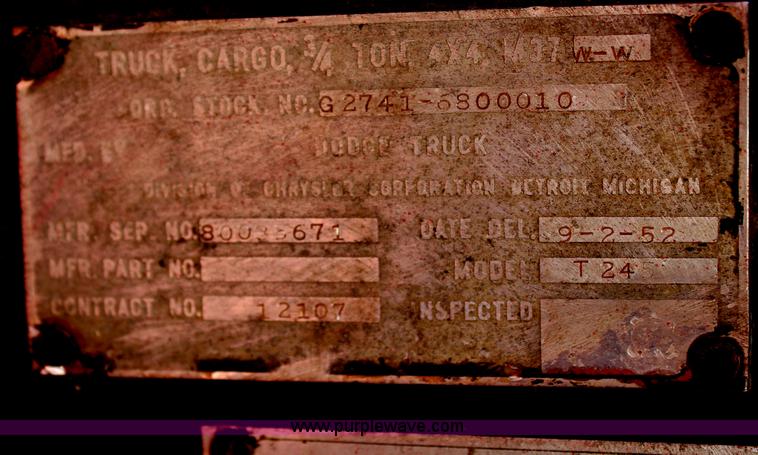 TRUCK, CARGO, 3/4 TON, 4X4, M37 W-W
ORD. STOCK. NO. G2741-6800010
MFD. BY DODGE TRUCK
DIVISION OF CHRYSLER CORPORATION DETROIT MICHIGAN
MFR. SER. NO. DATE DEL. 9-2-52
MFR. PART NO. MODEL T 245
CONTRACT NO. 12107 INSPECTED
www.purplewave.com